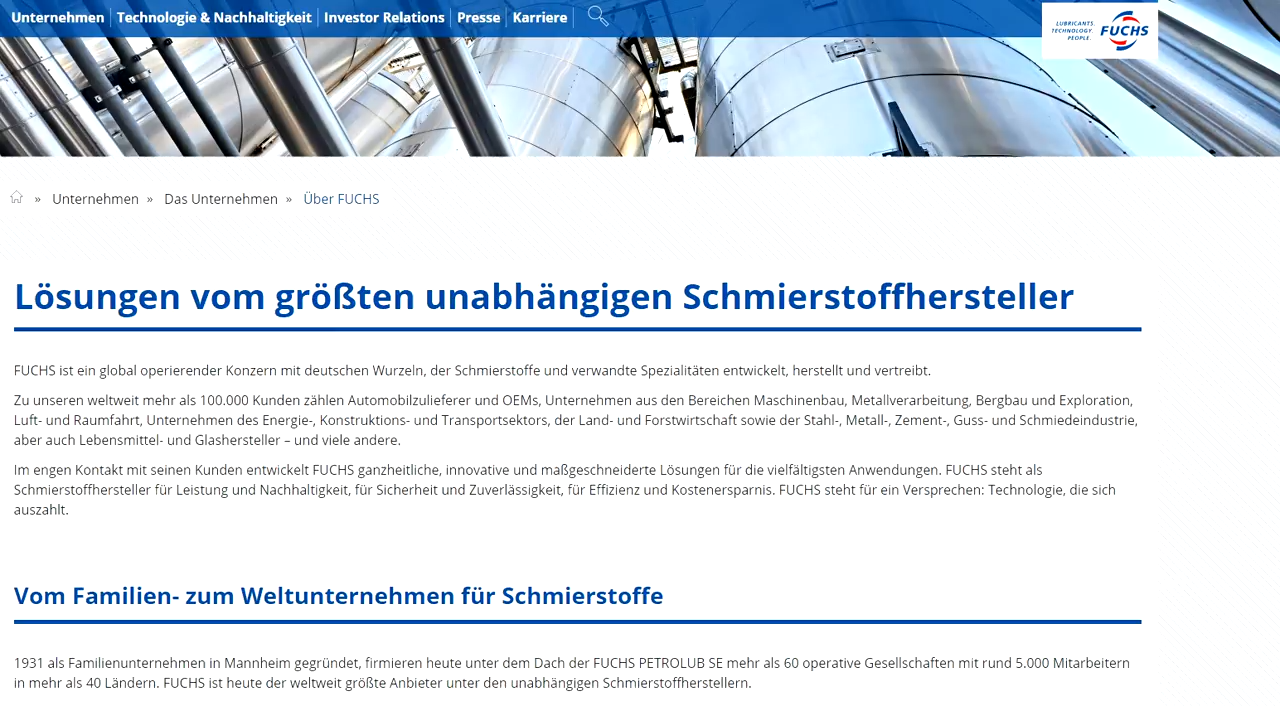 Unternehmen Technologie & Nachhaltigkeit Investor Relations Presse Karriere
LUBRICANTS.
TECHNOLOGY.
PEOPLE.
FUCHS
» Unternehmen » Das Unternehmen » Über FUCHS
Lösungen vom größten unabhängigen Schmierstoffhersteller
FUCHS ist ein global operierender Konzern mit deutschen Wurzeln, der Schmierstoffe und verwandte Spezialitäten entwickelt, herstellt und vertreibt.
Zu unseren weltweit mehr als 100.000 Kunden zählen Automobilzulieferer und OEMs, Unternehmen aus den Bereichen Maschinenbau, Metallverarbeitung, Bergbau und Exploration,
Luft- und Raumfahrt, Unternehmen des Energie-, Konstruktions- und Transportsektors, der Land- und Forstwirtschaft sowie der Stahl-, Metall-, Zement-, Guss- und Schmiedeindustrie,
aber auch Lebensmittel- und Glashersteller – und viele andere.
Im engen Kontakt mit seinen Kunden entwickelt FUCHS ganzheitliche, innovative und maßgeschneiderte Lösungen für die vielfältigsten Anwendungen. FUCHS steht als
Schmierstoffhersteller für Leistung und Nachhaltigkeit, für Sicherheit und Zuverlässigkeit, für Effizienz und Kostenersparnis. FUCHS steht für ein Versprechen: Technologie, die sich
auszahlt.
Vom Familien- zum Weltunternehmen für Schmierstoffe
1931 als Familienunternehmen in Mannheim gegründet, firmieren heute unter dem Dach der FUCHS PETROLUB SE mehr als 60 operative Gesellschaften mit rund 5.000 Mitarbeitern
in mehr als 40 Ländern. FUCHS ist heute der weltweit größte Anbieter unter den unabhängigen Schmierstoffherstellern.